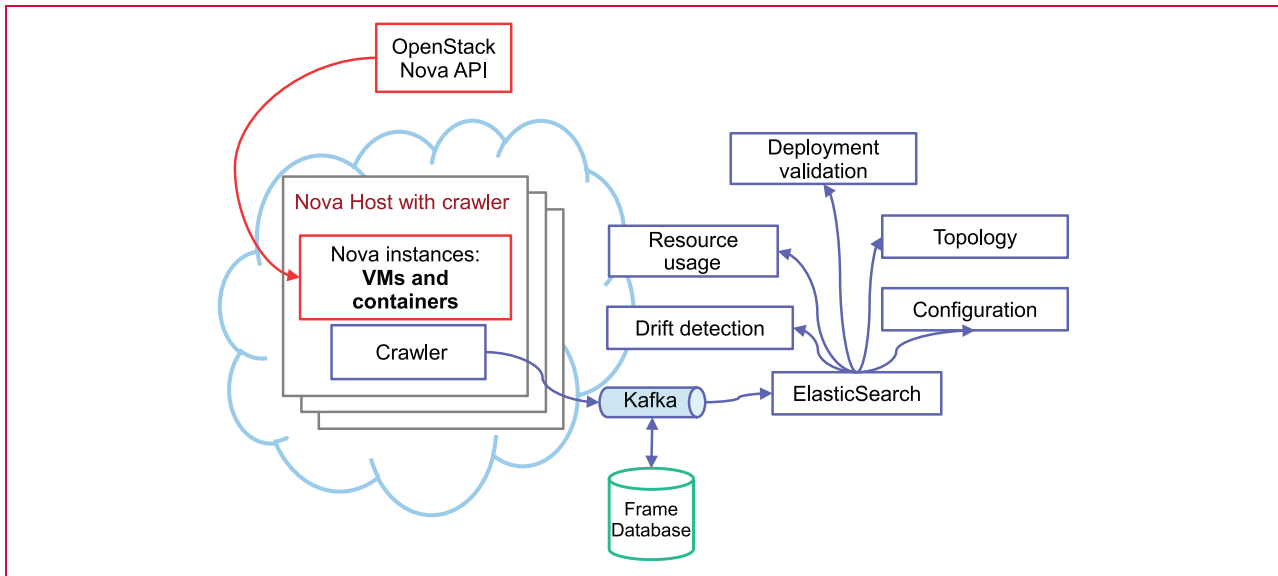 OpenStack
Nova API
Deployment
validation
Nova Host with crawler
Nova instances:
VMs and
containers
Resource
usage
Topology
Configuration
Drift detection
Crawler
Kafka
ElasticSearch
Frame
Database